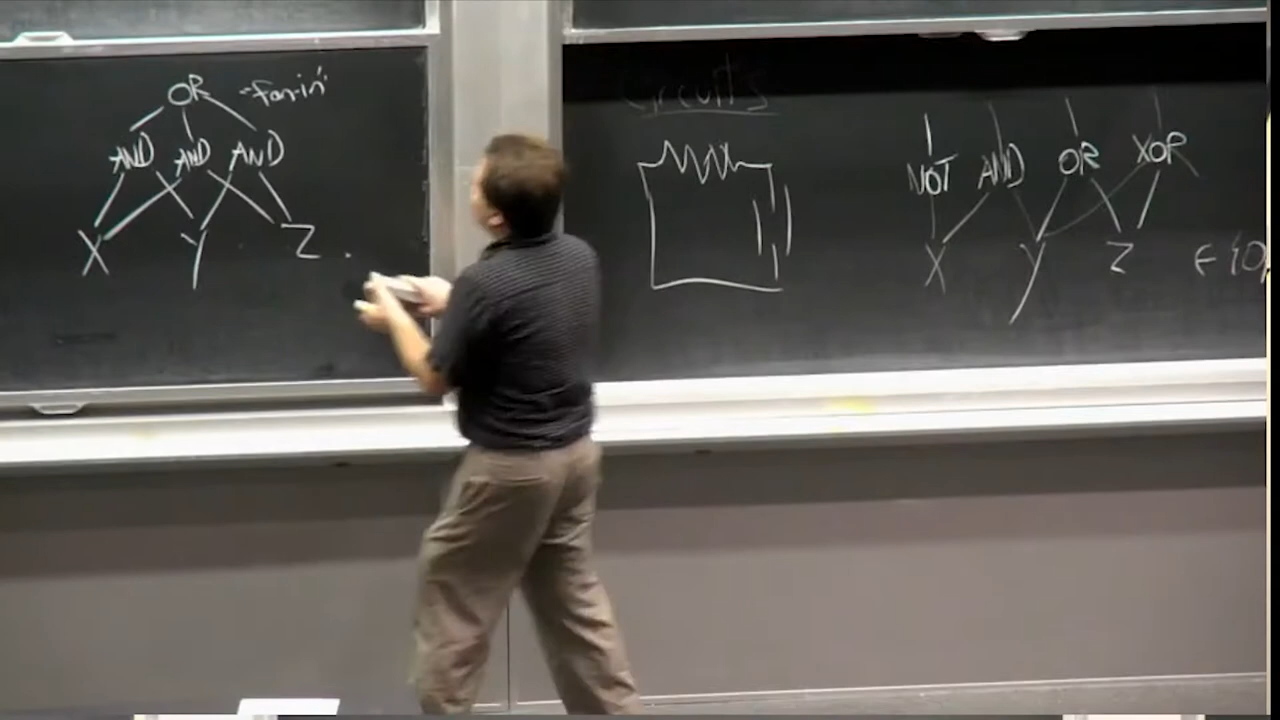 OR "fan-in"
AND AND AND
X Y Z
Circuits
NOT AND OR XOR
X Y Z